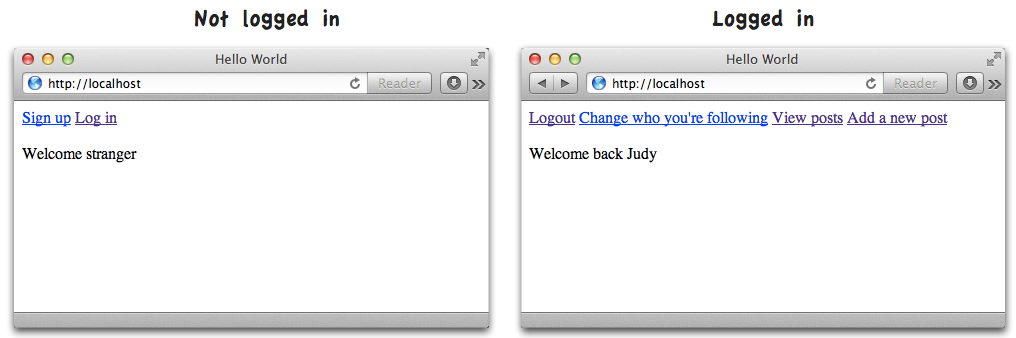 Not logged in
Hello World
http://localhost
Reader
Sign up Log in
Welcome stranger
Logged in
Hello World
http://localhost
Reader
Logout Change who you're following View posts Add a new post
Welcome back Judy